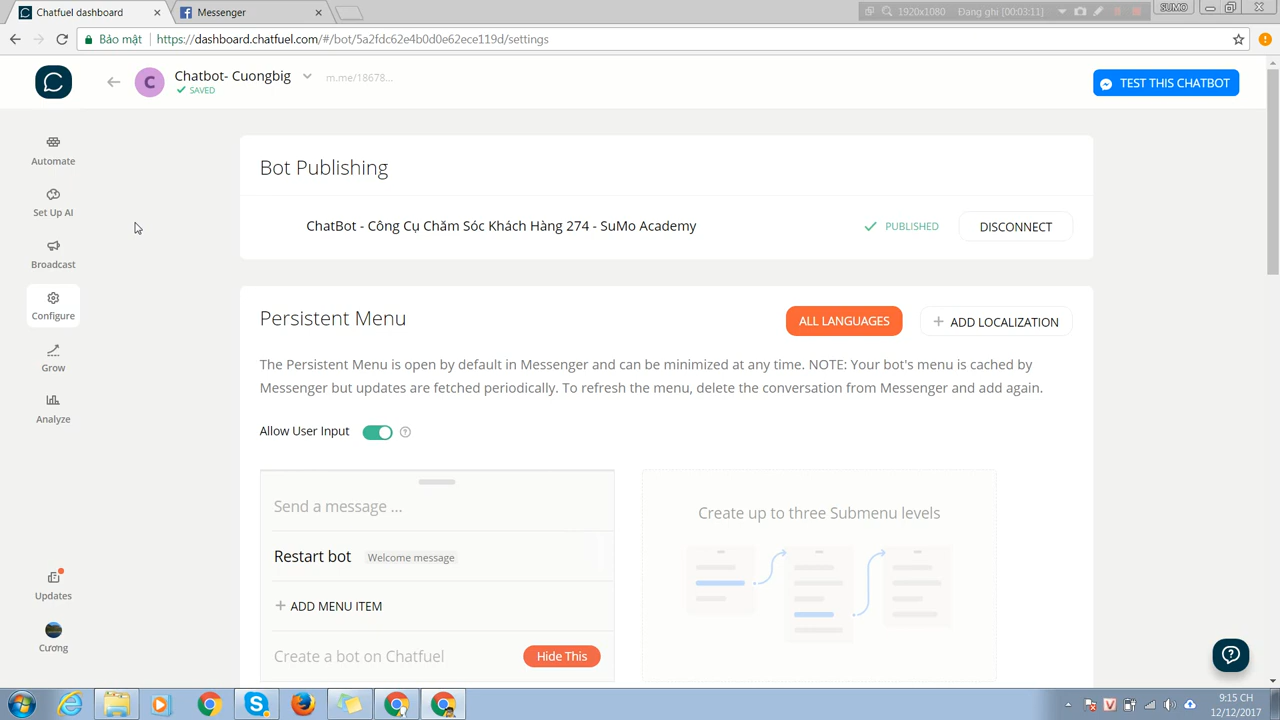 Chatfuel dashboard
Messenger
1920x1080 Đang ghi [00:03:11]
SUMO
Bảo mật
https://dashboard.chatfuel.com/#/bot/5a2fdc62e4b0d0e62ece119d/settings
C
Chatbot- Cuongbig
m.me/18678...
SAVED
TEST THIS CHATBOT
Automate
Set Up AI
Broadcast
Configure
Grow
Analyze
Updates
Cương
Bot Publishing
ChatBot - Công Cụ Chăm Sóc Khách Hàng 274 - SuMo Academy
PUBLISHED
DISCONNECT
Persistent Menu
ALL LANGUAGES
+ ADD LOCALIZATION
The Persistent Menu is open by default in Messenger and can be minimized at any time. NOTE: Your bot's menu is cached by
Messenger but updates are fetched periodically. To refresh the menu, delete the conversation from Messenger and add again.
Allow User Input
Send a message ...
Restart bot
Welcome message
+ ADD MENU ITEM
Create a bot on Chatfuel
Hide This
Create up to three Submenu levels
9:15 CH
12/12/2017